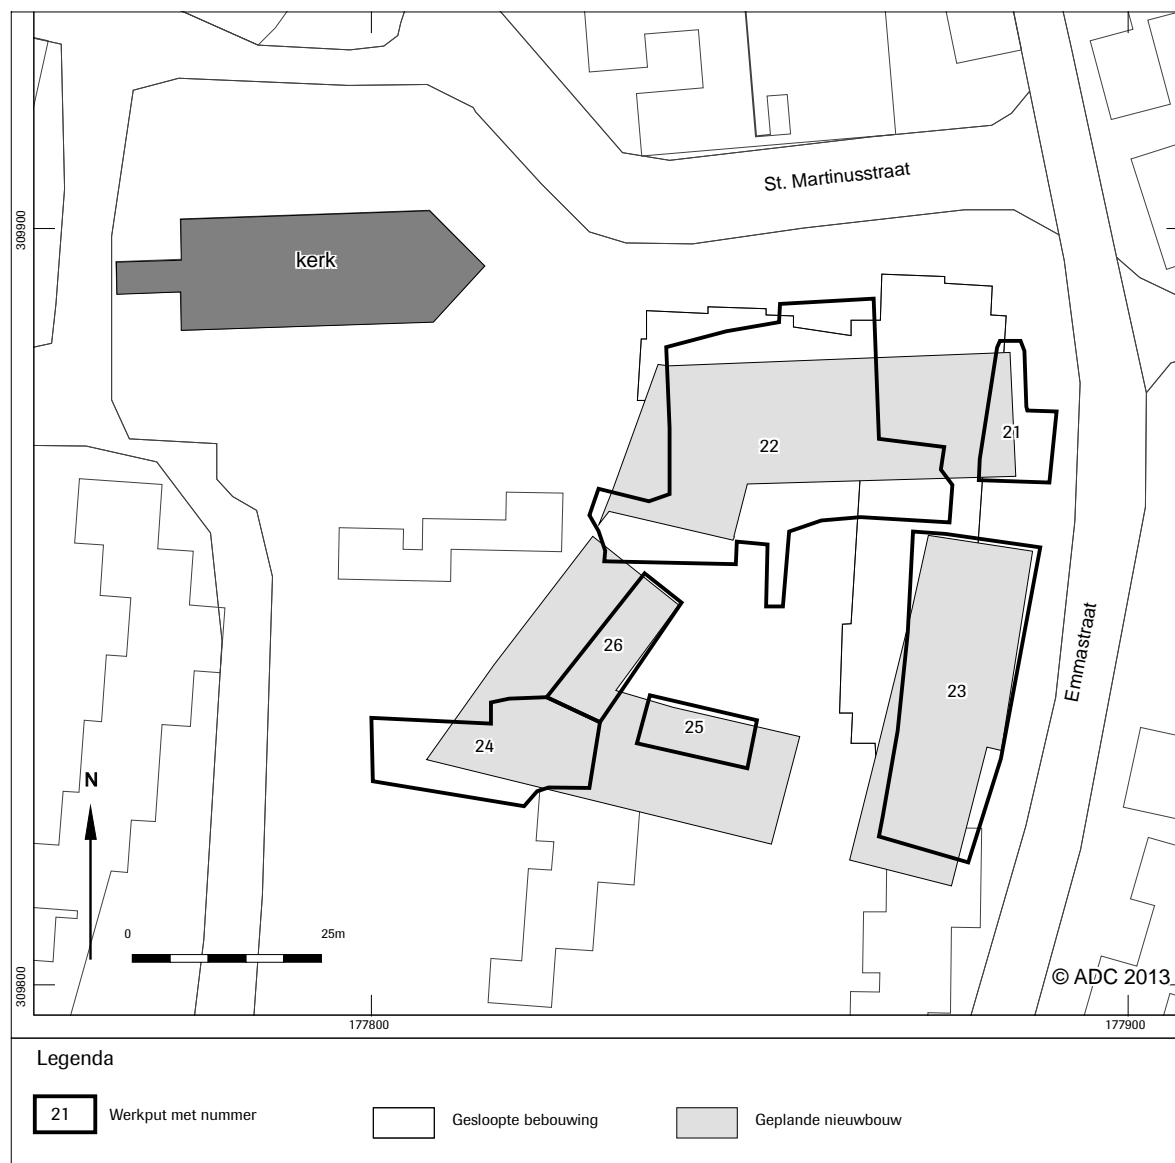 St. Martinusstraat
309900
kerk
21
22
26
Emmastraat
23
25
24
N
0
25m
309800
© ADC 2013
177800
177900
Legenda
21
Werkput met nummer
Gesloopte bebouwing
Geplande nieuwbouw